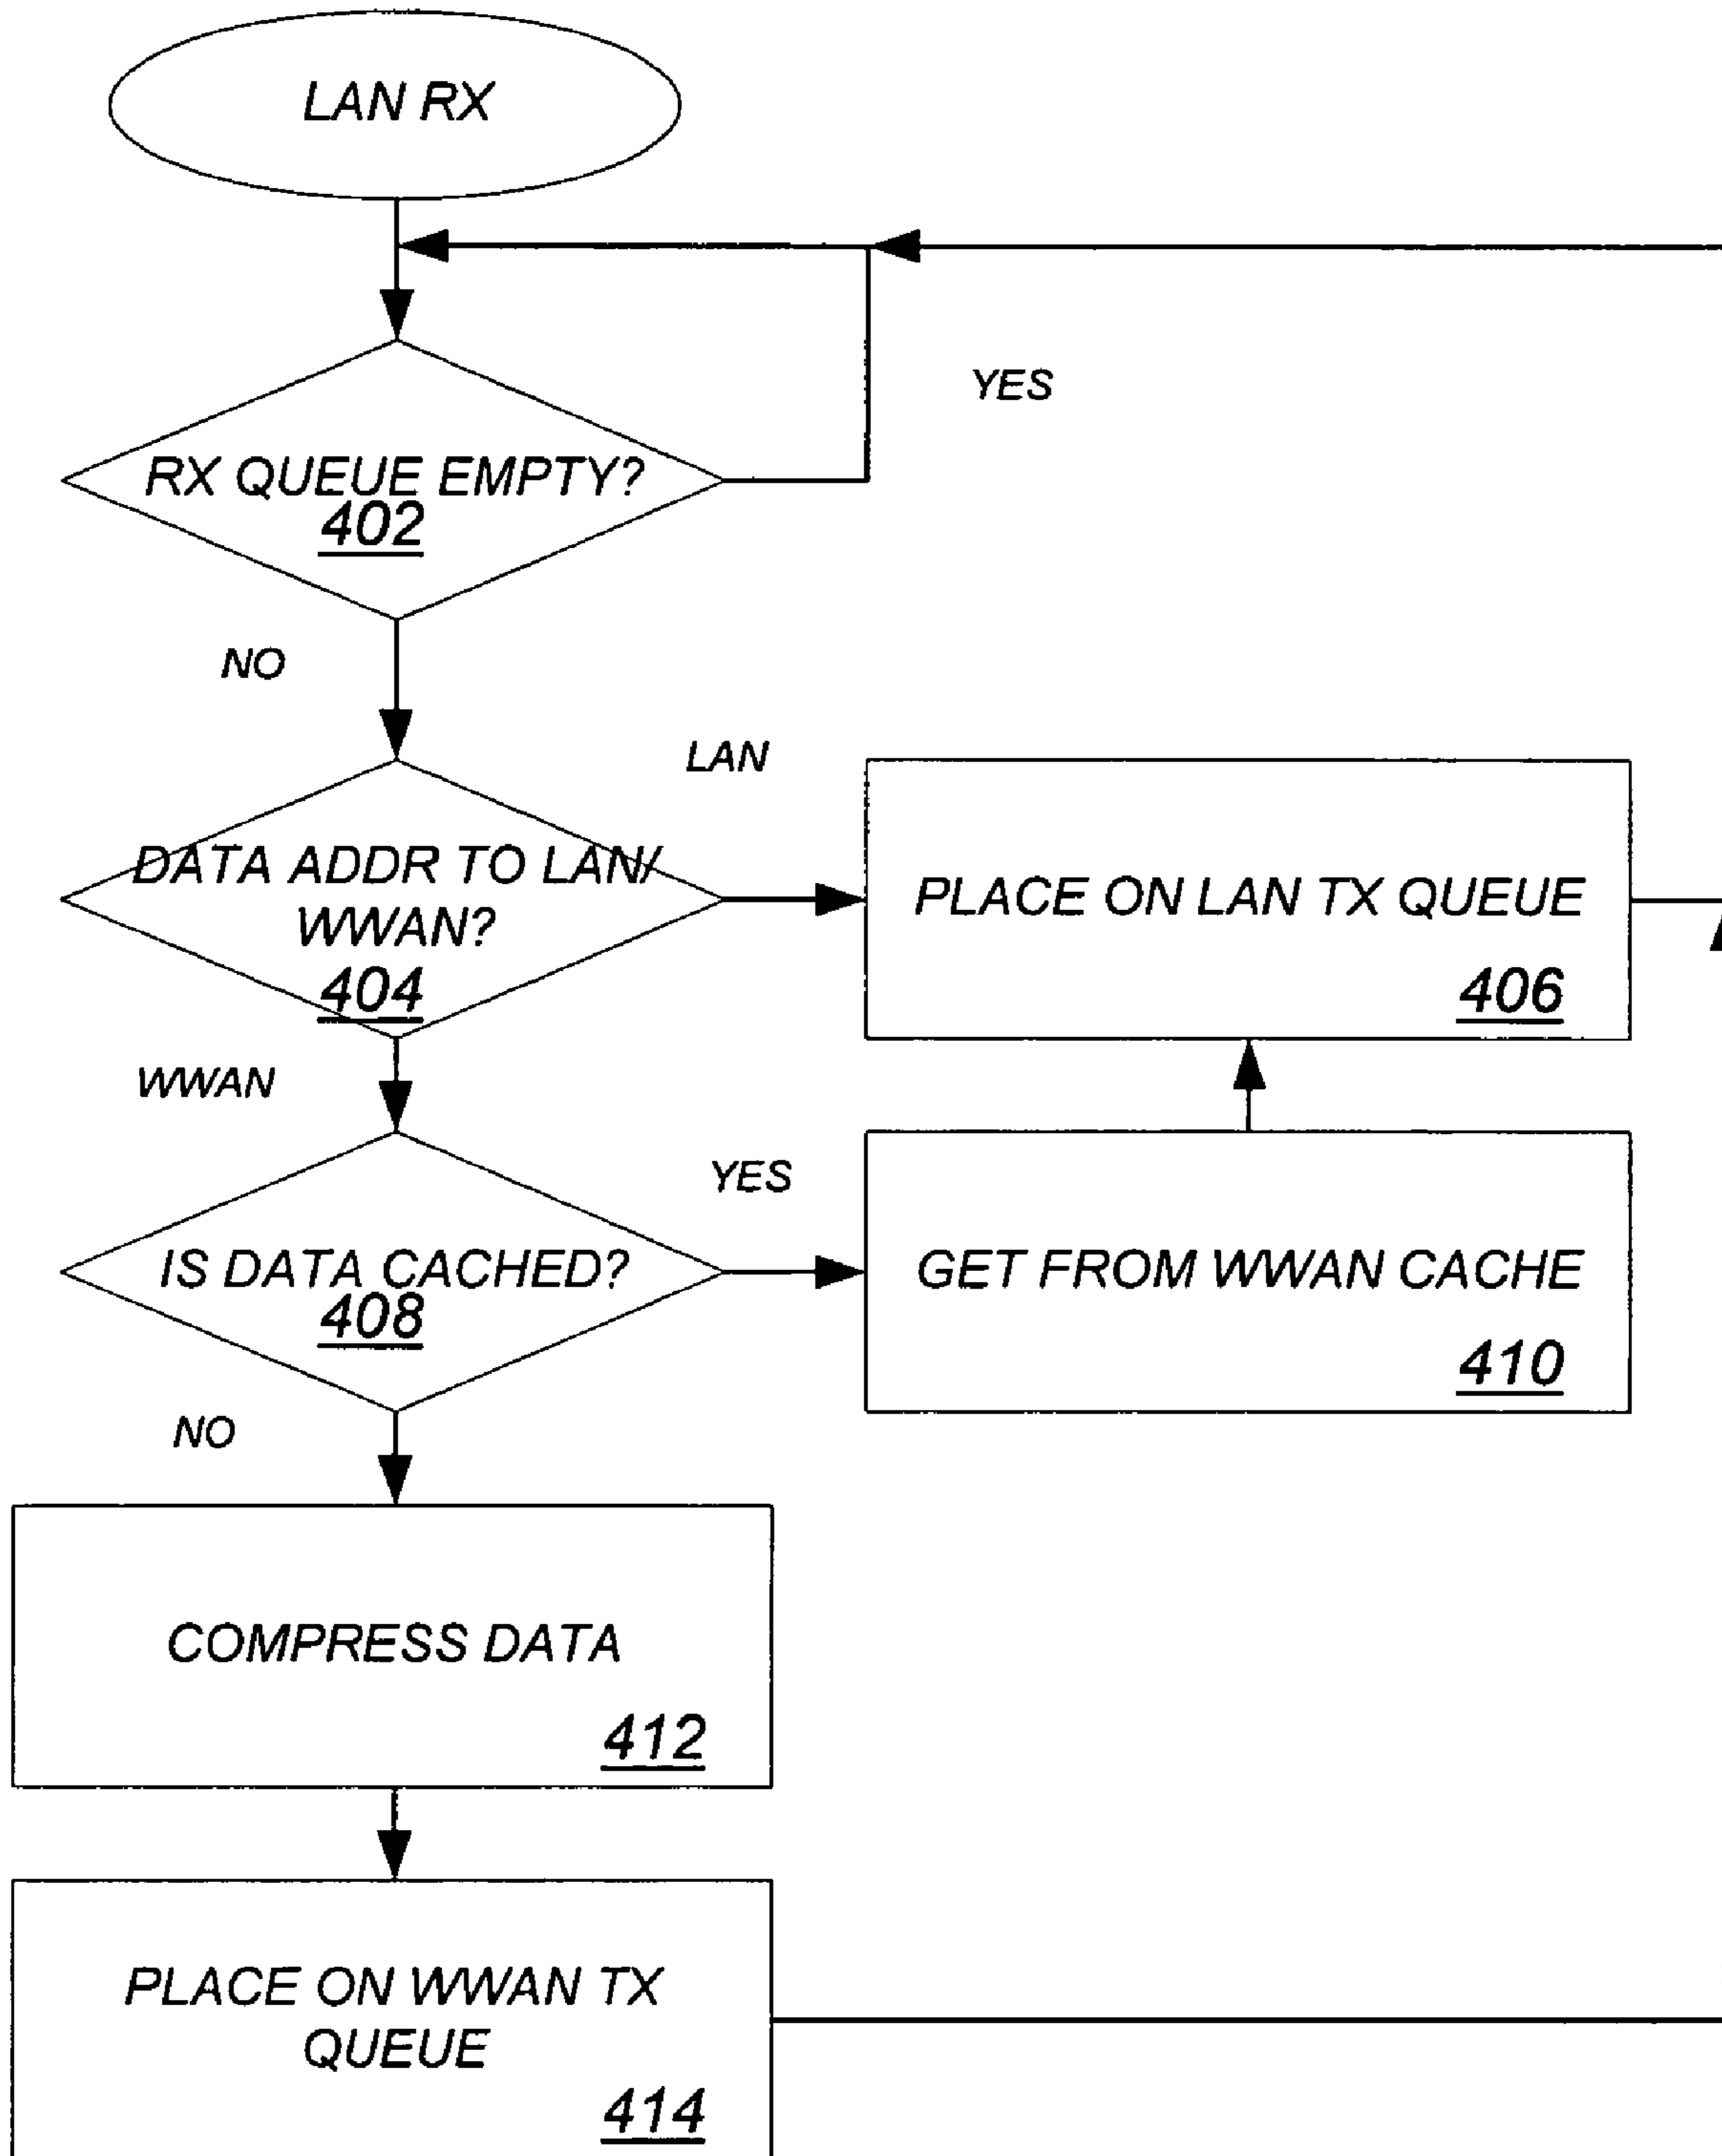 LAN RX
YES
RX QUEUE EMPTY?
402
NO
LAN
DATA ADDR TO LAN/
WWAN?
404
PLACE ON LAN TX QUEUE
406
WWAN
YES
IS DATA CACHED?
408
GET FROM WWAN CACHE
410
NO
COMPRESS DATA
412
PLACE ON WWAN TX
QUEUE
414